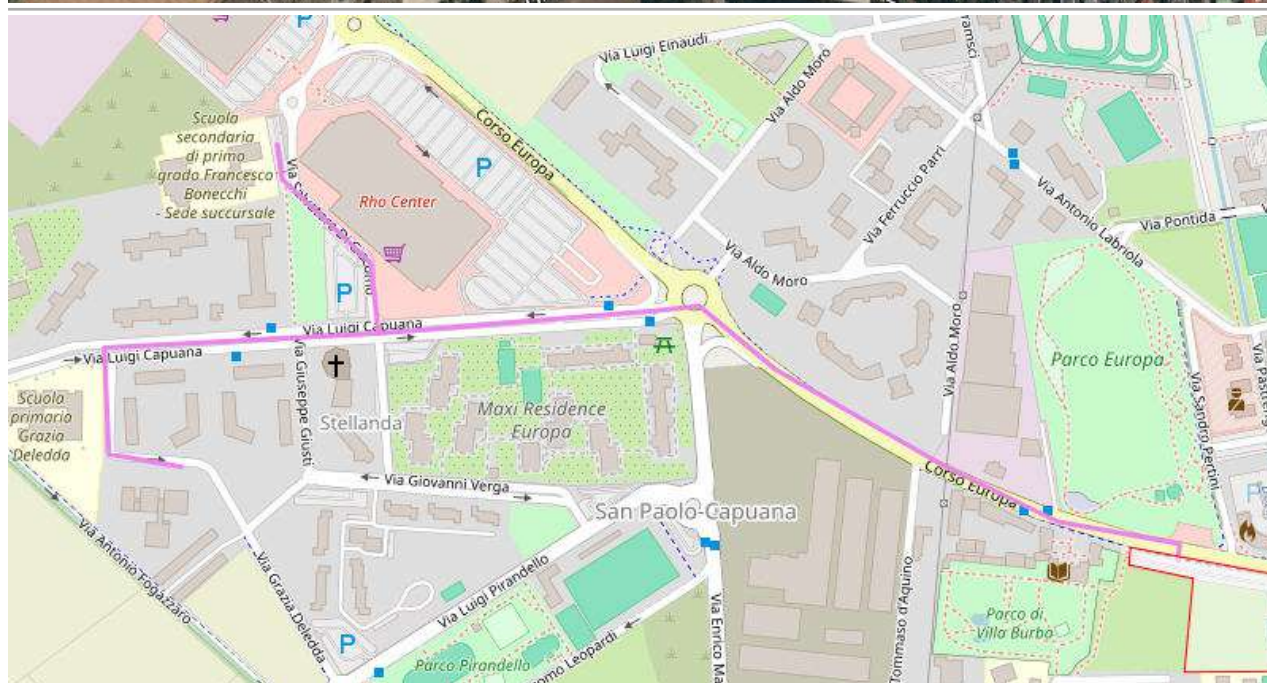 P
Via Luigi Einaudi
Via Aldo Moro
Scuola
secondaria
di primo
grado Francesco
Bonecchi
- Sede succursale
Corso Europa
P
Rho Center
Via Ferruccio Parri
Via Antonio Labriola
Via Pontida
Via Aldo Moro
P
Via Luigi Capuana
Via Luigi Capuana
Via Giuseppe Giusti
Via Aldo Moro
Parco Europa
Via Sandro Pertini
Scuola
primaria
Grazia
Deledda
Stellanda
Maxi Residence
Europa
Via Giovanni Verga
Corso Europa
San Paolo-Capuana
Via Antonio Fogazzaro
Via Grazia Deledda
Via Luigi Pirandello
P
Parco Pirandello
Via Enrico Ma
Tommaso d'Aquino
Parco di
Villa Burba
P